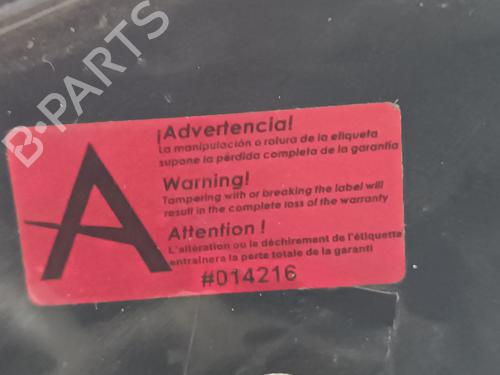 B-PARTS
¡Advertencia!
La manipulación o rotura de la etiqueta
supone la pérdida completa de la garantía
A
Warning!
Tampering with or breaking the label will
result in the complete loss of the warranty
Attention !
L'altération ou le déchirement de l'étiquette
entraînera la perte totale de la garanti
#014216